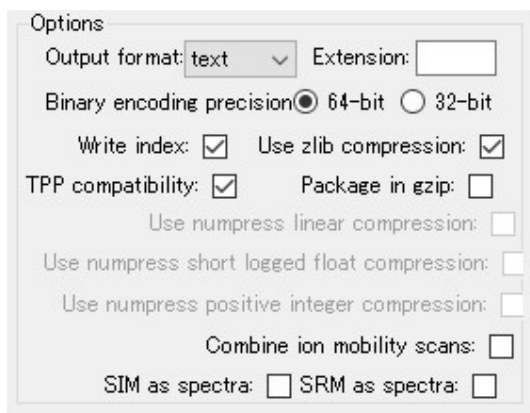 Options
Output format: text Extension:
Binary encoding precision 64-bit 32-bit
Write index: Use zlib compression:
TPP compatibility: Package in gzip:
Use numpress linear compression:
Use numpress short logged float compression:
Use numpress positive integer compression:
Combine ion mobility scans:
SIM as spectra: SRM as spectra: